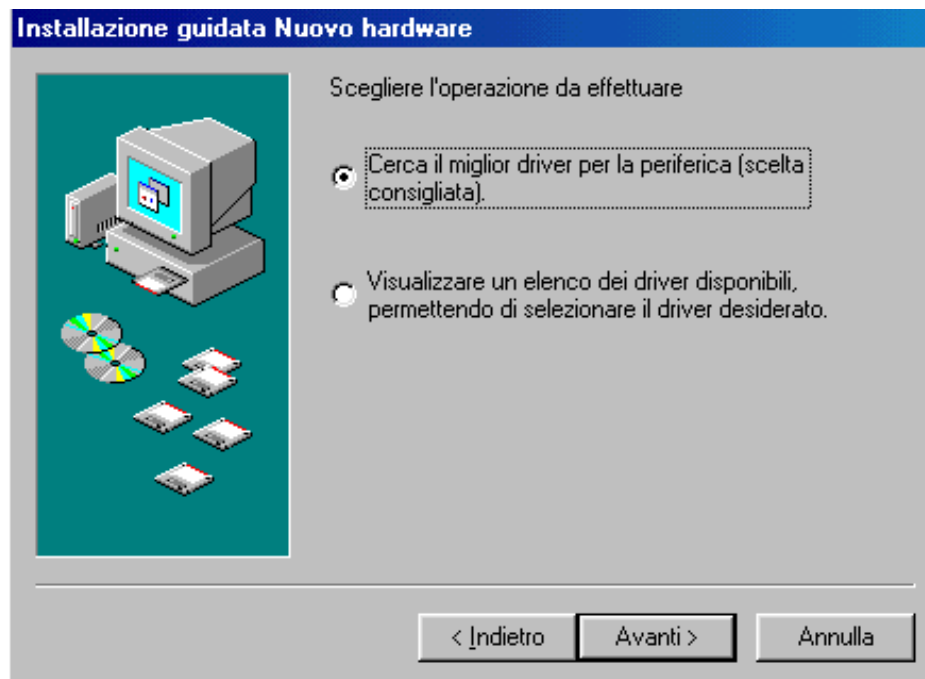 Installazione guidata Nuovo hardware
Scegliere l'operazione da effettuare
Cerca il miglior driver per la periferica (scelta
consigliata).
Visualizzare un elenco dei driver disponibili,
permettendo di selezionare il driver desiderato.
< Indietro
Avanti >
Annulla